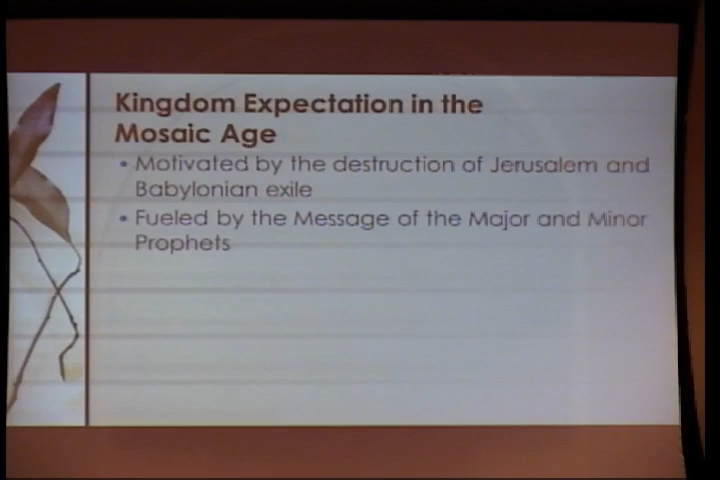 Kingdom Expectation in the
Mosaic Age
• Motivated by the destruction of Jerusalem and
Babylonian exile
• Fueled by the Message of the Major and Minor
Prophets